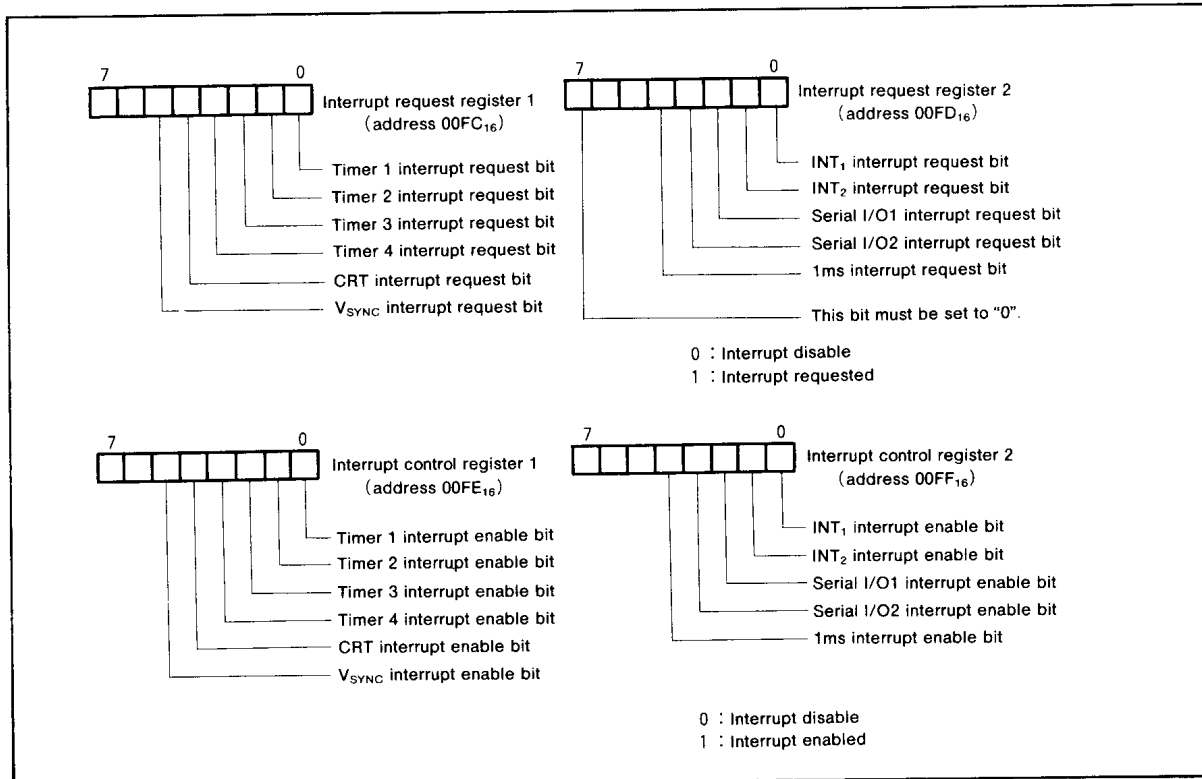 7 0
Interrupt request register 1
(address 00FC₁₆)
Timer 1 interrupt request bit
Timer 2 interrupt request bit
Timer 3 interrupt request bit
Timer 4 interrupt request bit
CRT interrupt request bit
V_SYNC interrupt request bit
7 0
Interrupt request register 2
(address 00FD₁₆)
INT₁ interrupt request bit
INT₂ interrupt request bit
Serial I/O1 interrupt request bit
Serial I/O2 interrupt request bit
1ms interrupt request bit
This bit must be set to “0”.
0 : Interrupt disable
1 : Interrupt requested
7 0
Interrupt control register 1
(address 00FE₁₆)
Timer 1 interrupt enable bit
Timer 2 interrupt enable bit
Timer 3 interrupt enable bit
Timer 4 interrupt enable bit
CRT interrupt enable bit
V_SYNC interrupt enable bit
7 0
Interrupt control register 2
(address 00FF₁₆)
INT₁ interrupt enable bit
INT₂ interrupt enable bit
Serial I/O1 interrupt enable bit
Serial I/O2 interrupt enable bit
1ms interrupt enable bit
0 : Interrupt disable
1 : Interrupt enabled